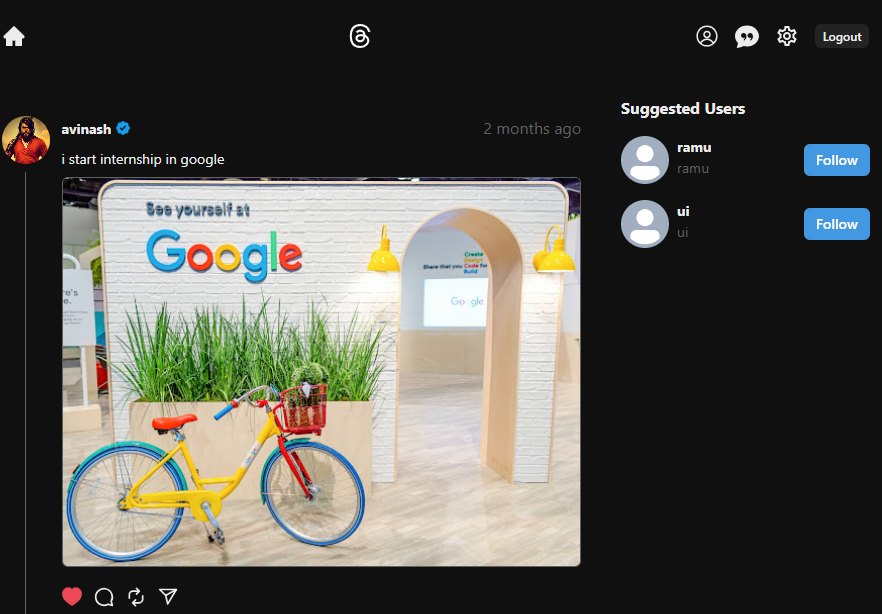 Logout
avinash
2 months ago
i start internship in google
See yourself at
Google
Create
Design
Share that you Code for
Build
Google
Suggested Users
ramu
ramu
Follow
ui
ui
Follow